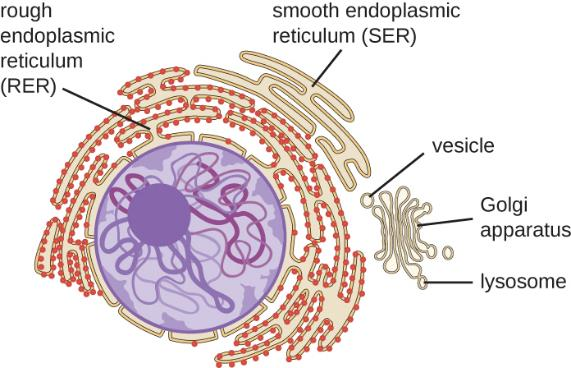 rough
endoplasmic
reticulum
(RER)
smooth endoplasmic
reticulum (SER)
vesicle
Golgi
apparatus
lysosome